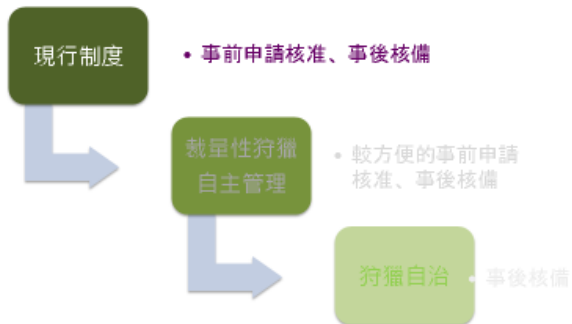 現行制度
• 事前申請核准、事後核備
裁量性狩獵
自主管理
• 較方便的事前申請
核准、事後核備
狩獵自治
• 事後核備